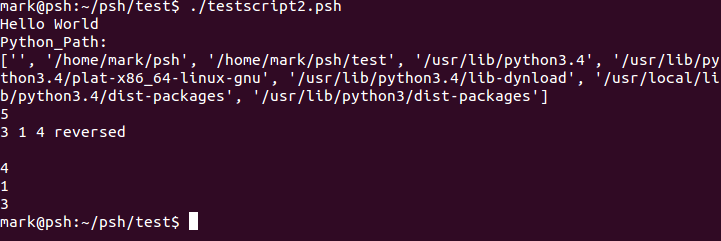 mark@psh:~/psh/test$ ./testscript2.psh
Hello World
Python_Path:
['', '/home/mark/psh', '/home/mark/psh/test', '/usr/lib/python3.4', '/usr/lib/py
thon3.4/plat-x86_64-linux-gnu', '/usr/lib/python3.4/lib-dynload', '/usr/local/li
b/python3.4/dist-packages', '/usr/lib/python3/dist-packages']
5
3 1 4 reversed

4
1
3
mark@psh:~/psh/test$